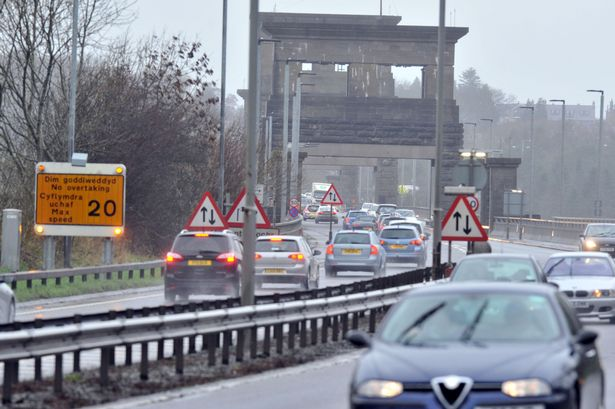 Dim goddiweddyd
No overtaking
Cyflymdra
uchaf
Max
speed
20